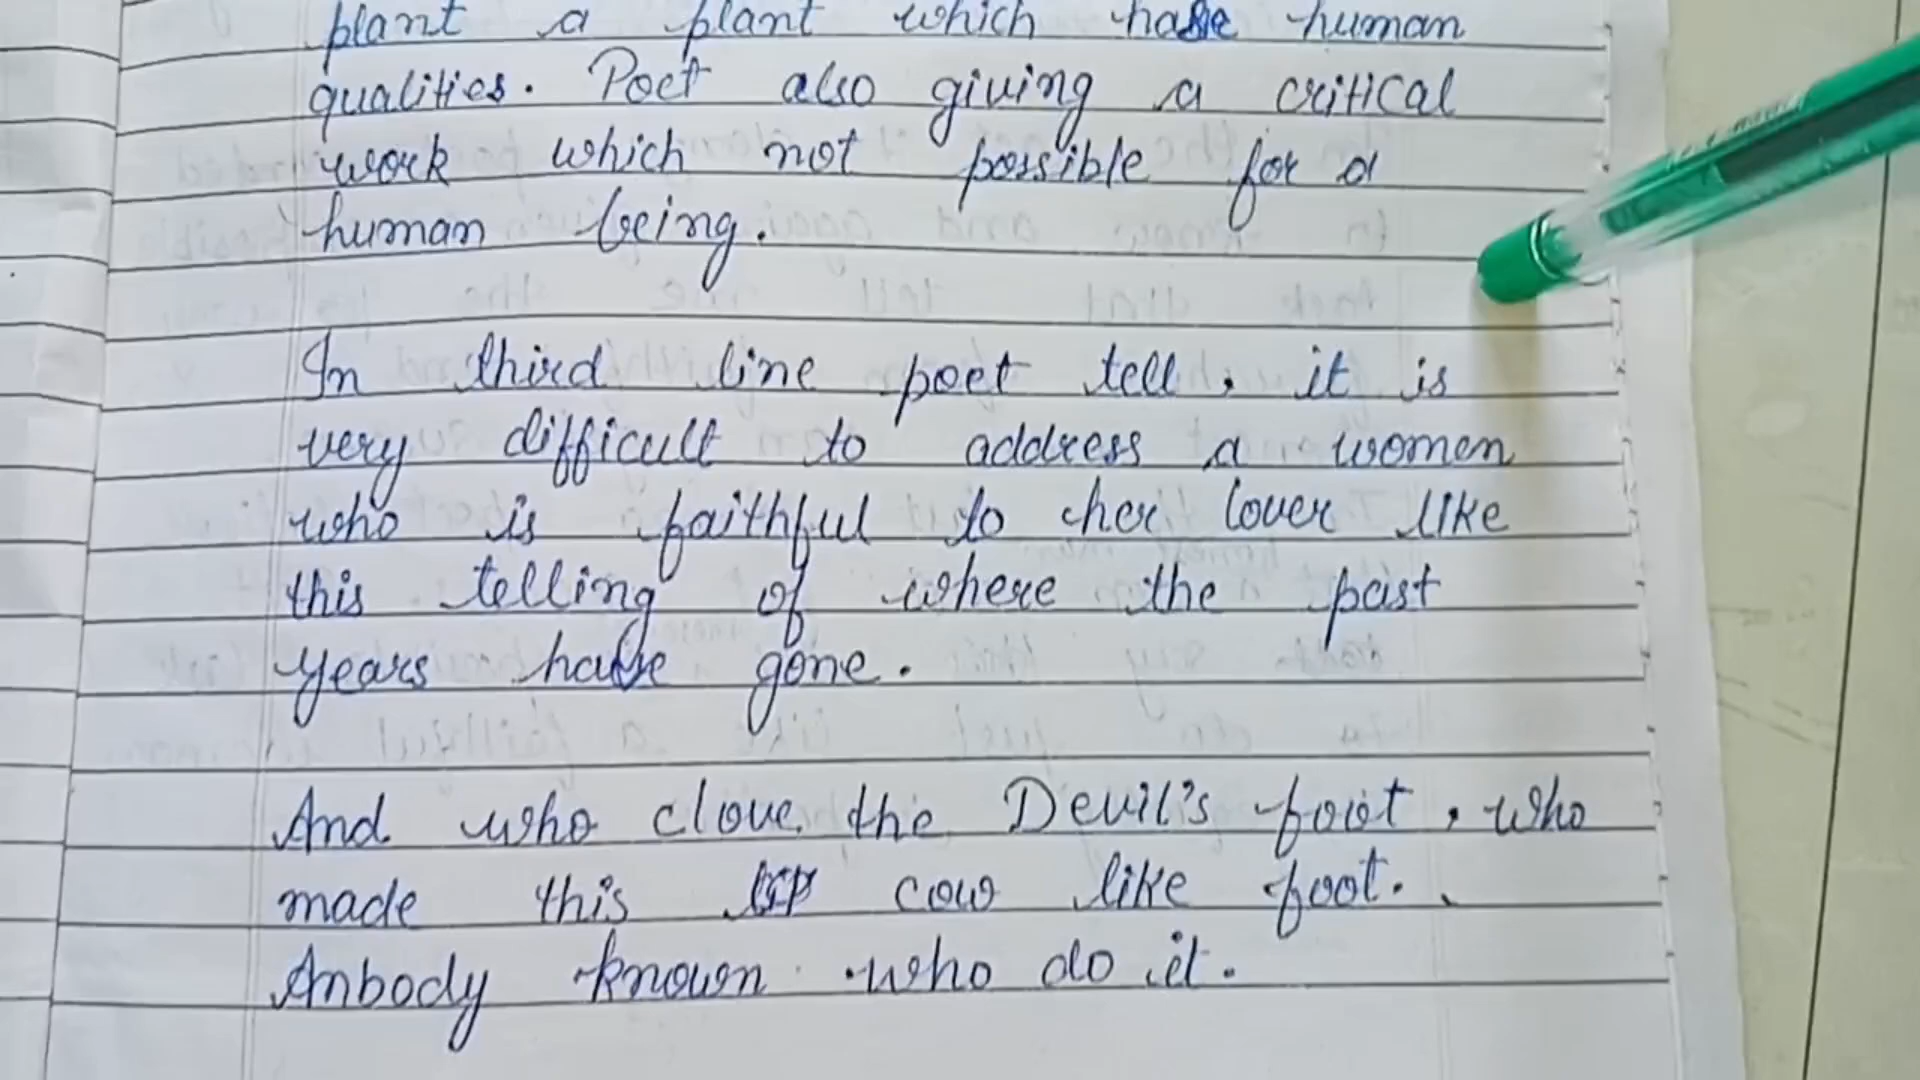 plant a plant which have human
qualities. Poet also giving a critical
work which not possible for a
human being.
In third line poet tell, it is
very difficult to address a women
who is faithful to her lover like
this telling of where the past
years have gone.
And who clove the Devil's foot, who
made this cow like foot.
Anbody known who do it.